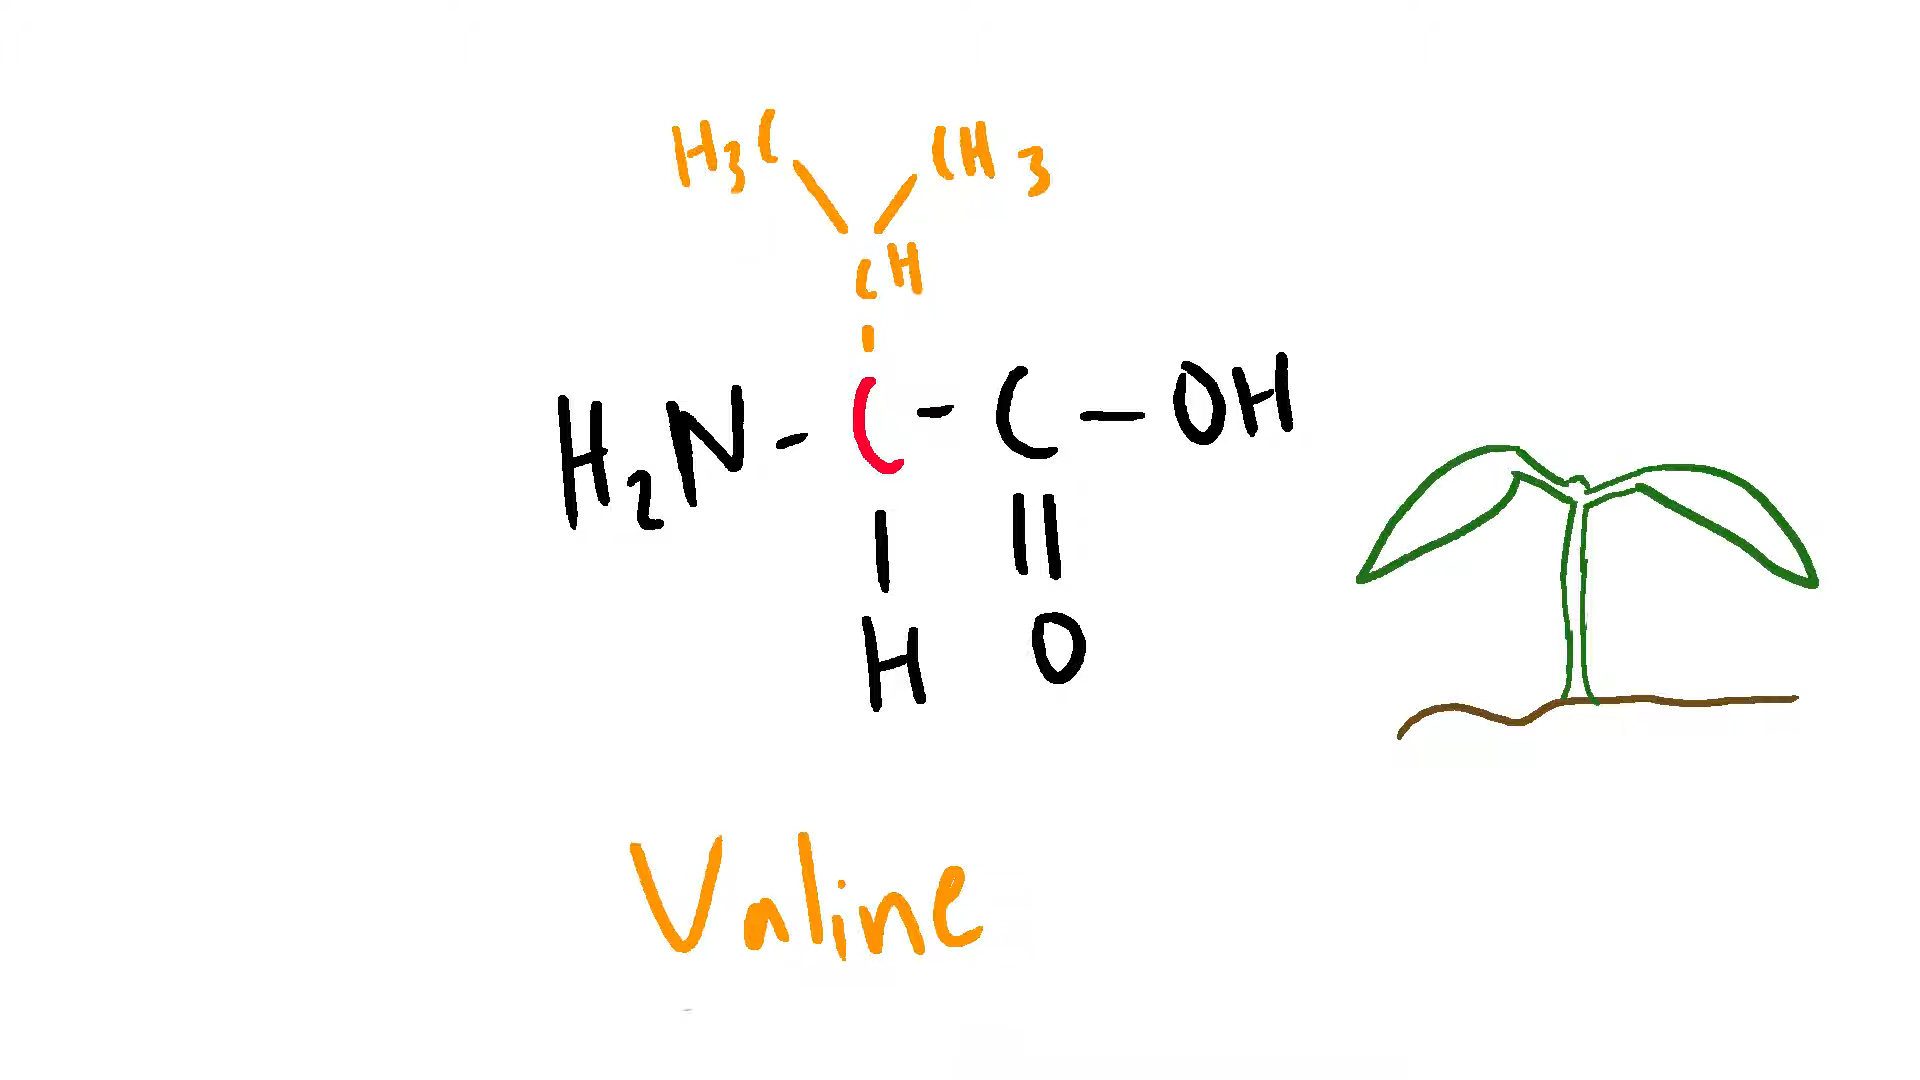 H3C CH3
CH
H2N - C - C - OH
H O
Valine